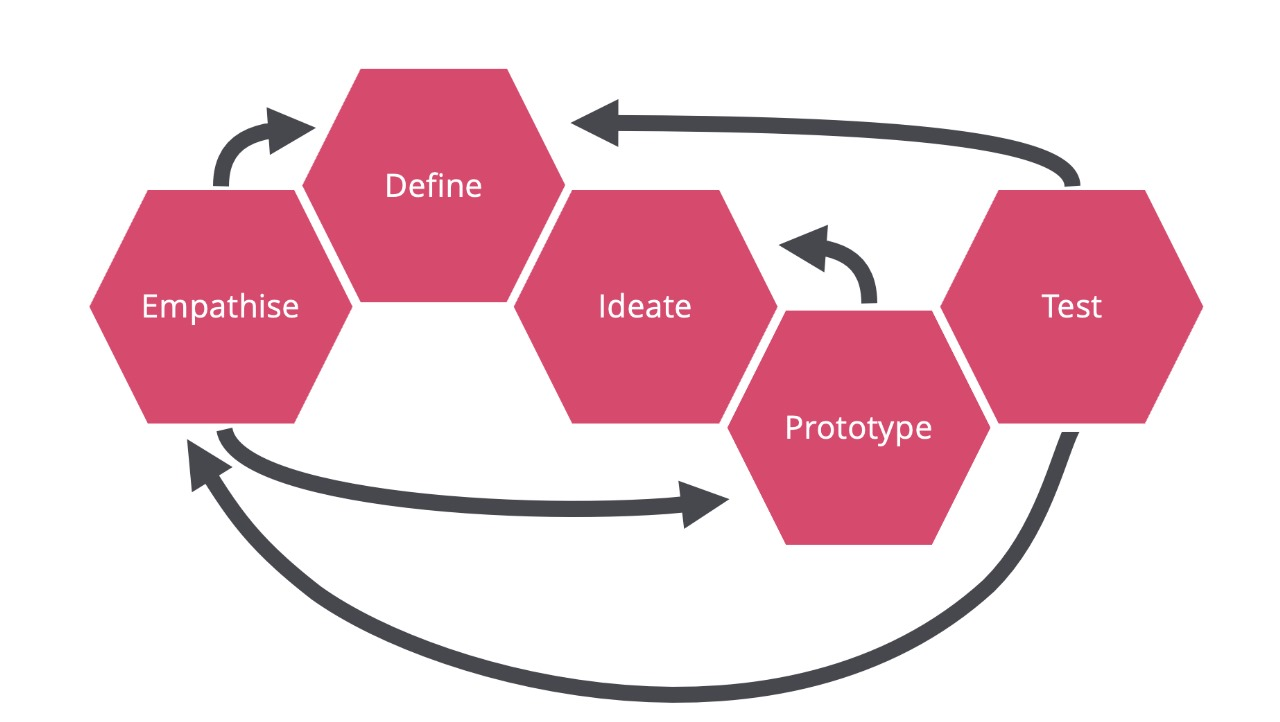 Define
Empathise
Ideate
Test
Prototype